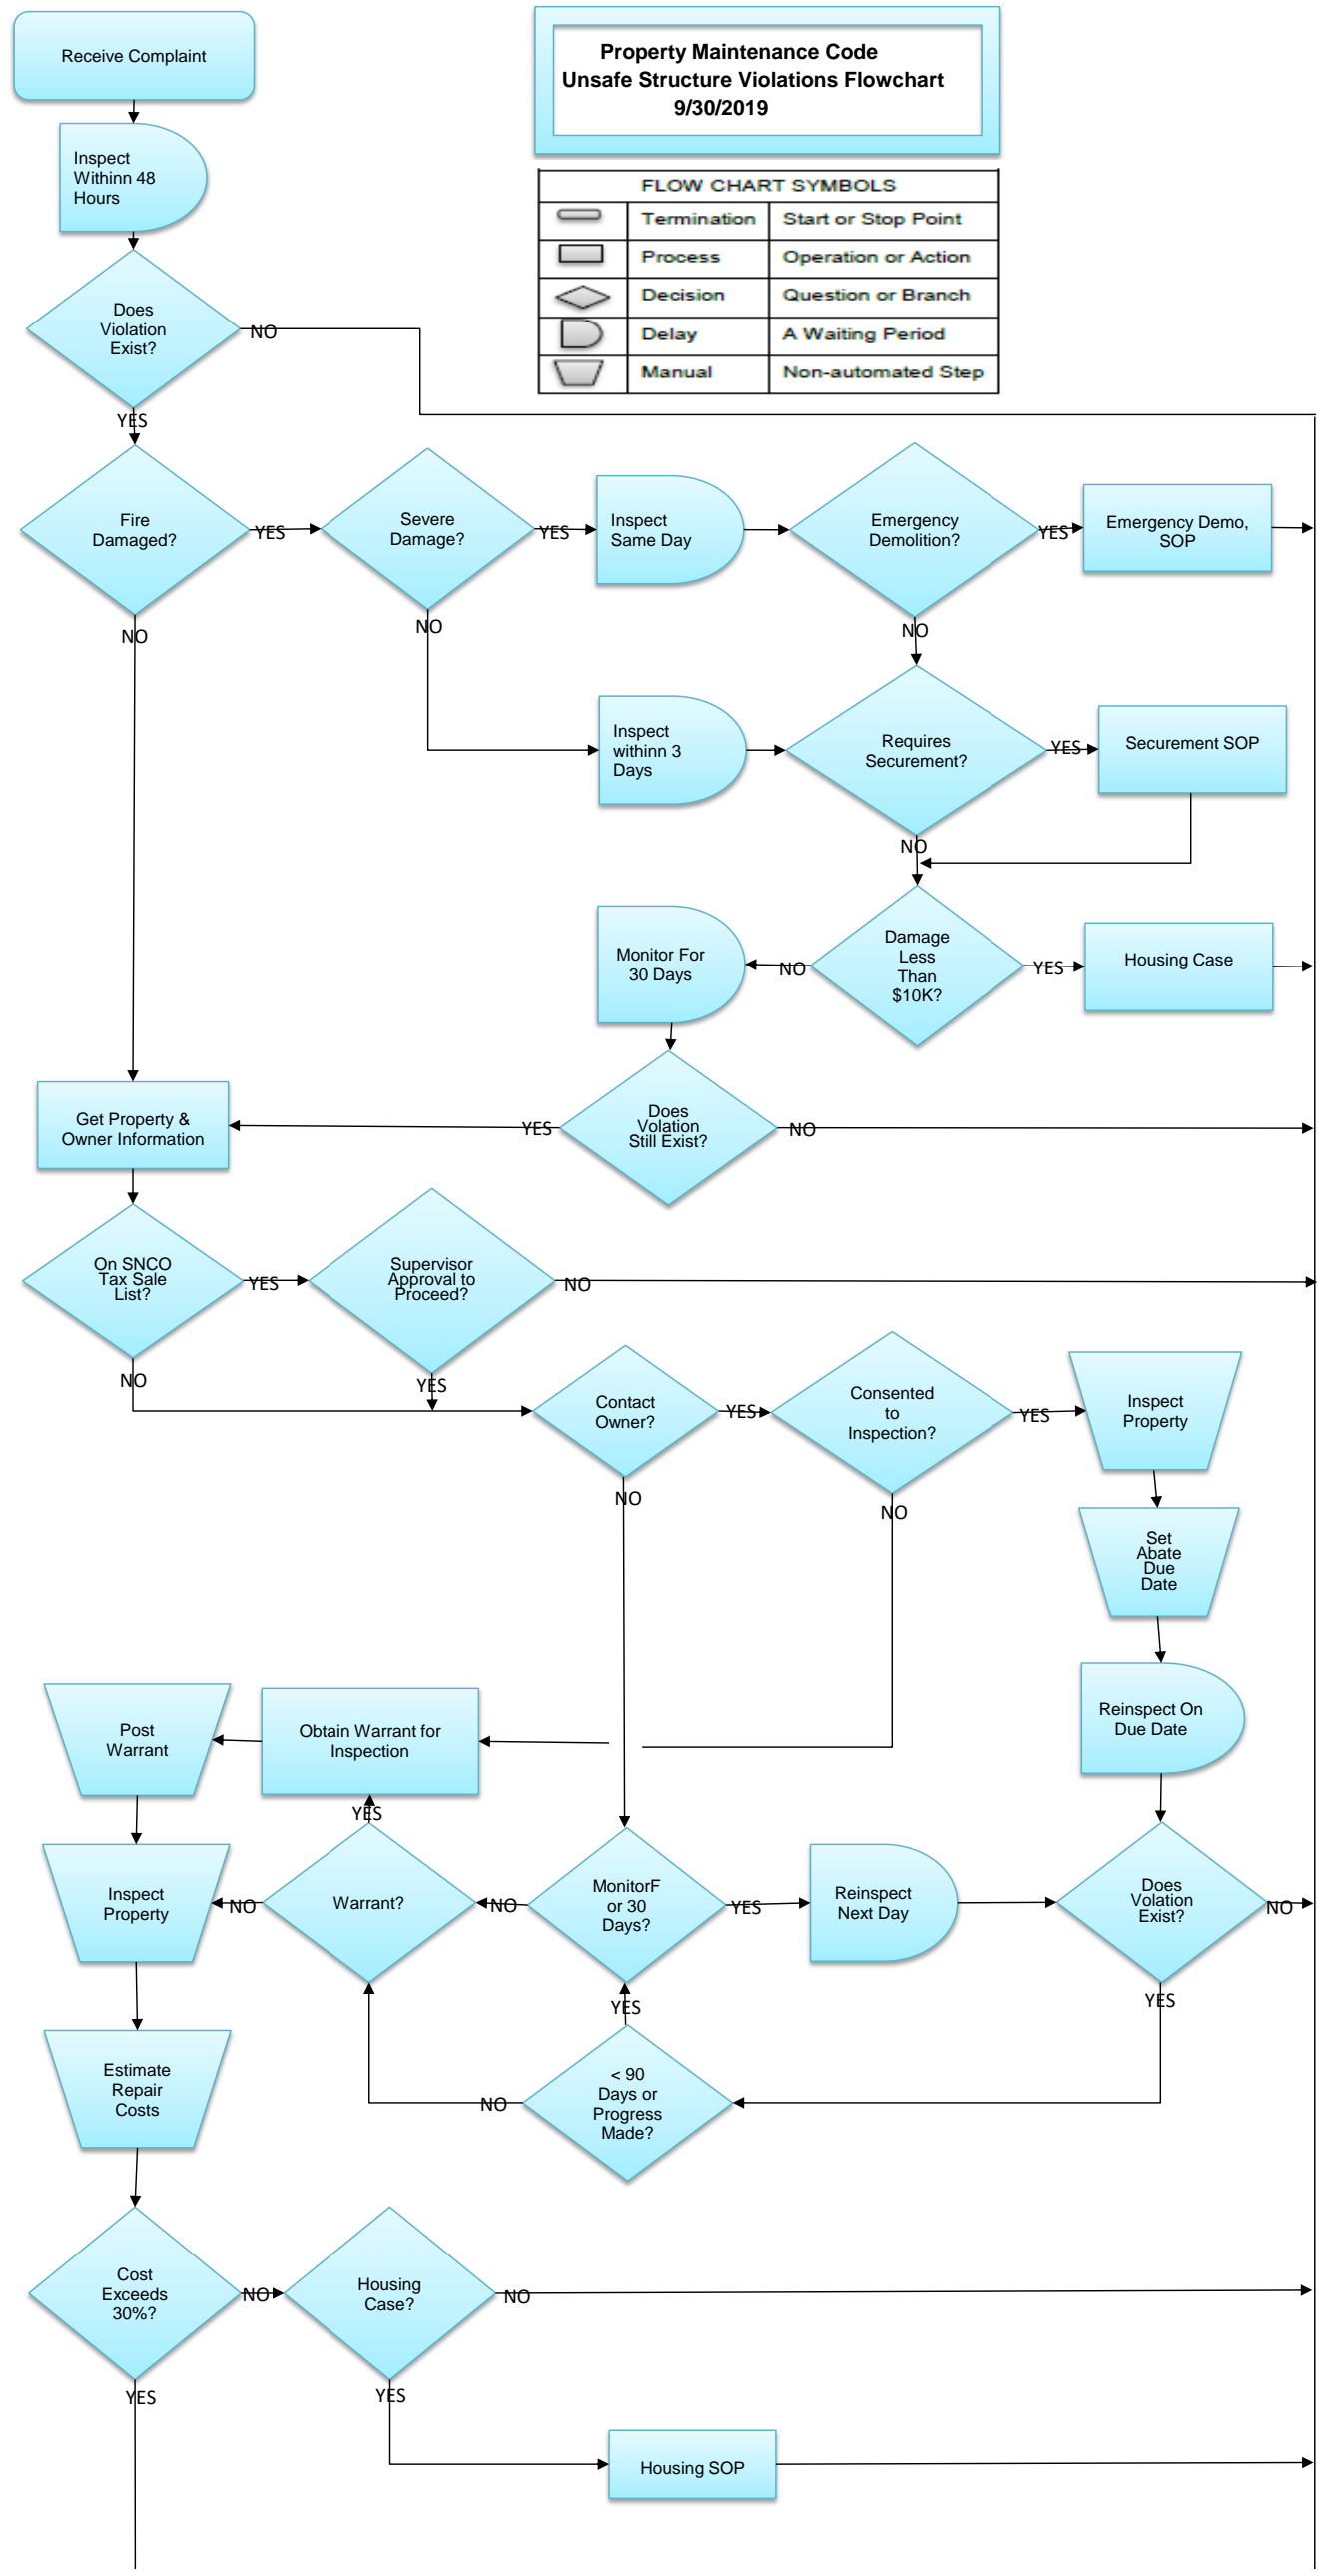 Receive Complaint
Property Maintenance Code
Unsafe Structure Violations Flowchart
9/30/2019
Inspect
Withinn 48
Hours
FLOW CHART SYMBOLS
Termination Start or Stop Point
Process Operation or Action
Decision Question or Branch
Delay A Waiting Period
Manual Non-automated Step
Does
Violation
Exist?
NO
YES
Fire
Damaged?
YES
NO
Severe
Damage?
YES
NO
Inspect
Same Day
Emergency
Demolition?
YES
NO
Emergency Demo,
SOP
Inspect
withinn 3
Days
Requires
Securement?
YES
NO
Securement SOP
Damage
Less
Than
$10K?
NO
YES
Housing Case
Monitor For
30 Days
Does
Volation
Still Exist?
YES
NO
Get Property &
Owner Information
On SNCO
Tax Sale
List?
YES
NO
Supervisor
Approval to
Proceed?
NO
YES
Contact
Owner?
YES
NO
Consented
to
Inspection?
YES
NO
Inspect
Property
Set
Abate
Due
Date
Reinspect On
Due Date
Post
Warrant
Obtain Warrant for
Inspection
YES
Inspect
Property
NO
Warrant?
NO
MonitorF
or 30
Days?
YES
Reinspect
Next Day
Does
Volation
Exist?
NO
YES
YES
< 90
Days or
Progress
Made?
NO
Estimate
Repair
Costs
Cost
Exceeds
30%?
NO
YES
Housing
Case?
NO
YES
Housing SOP